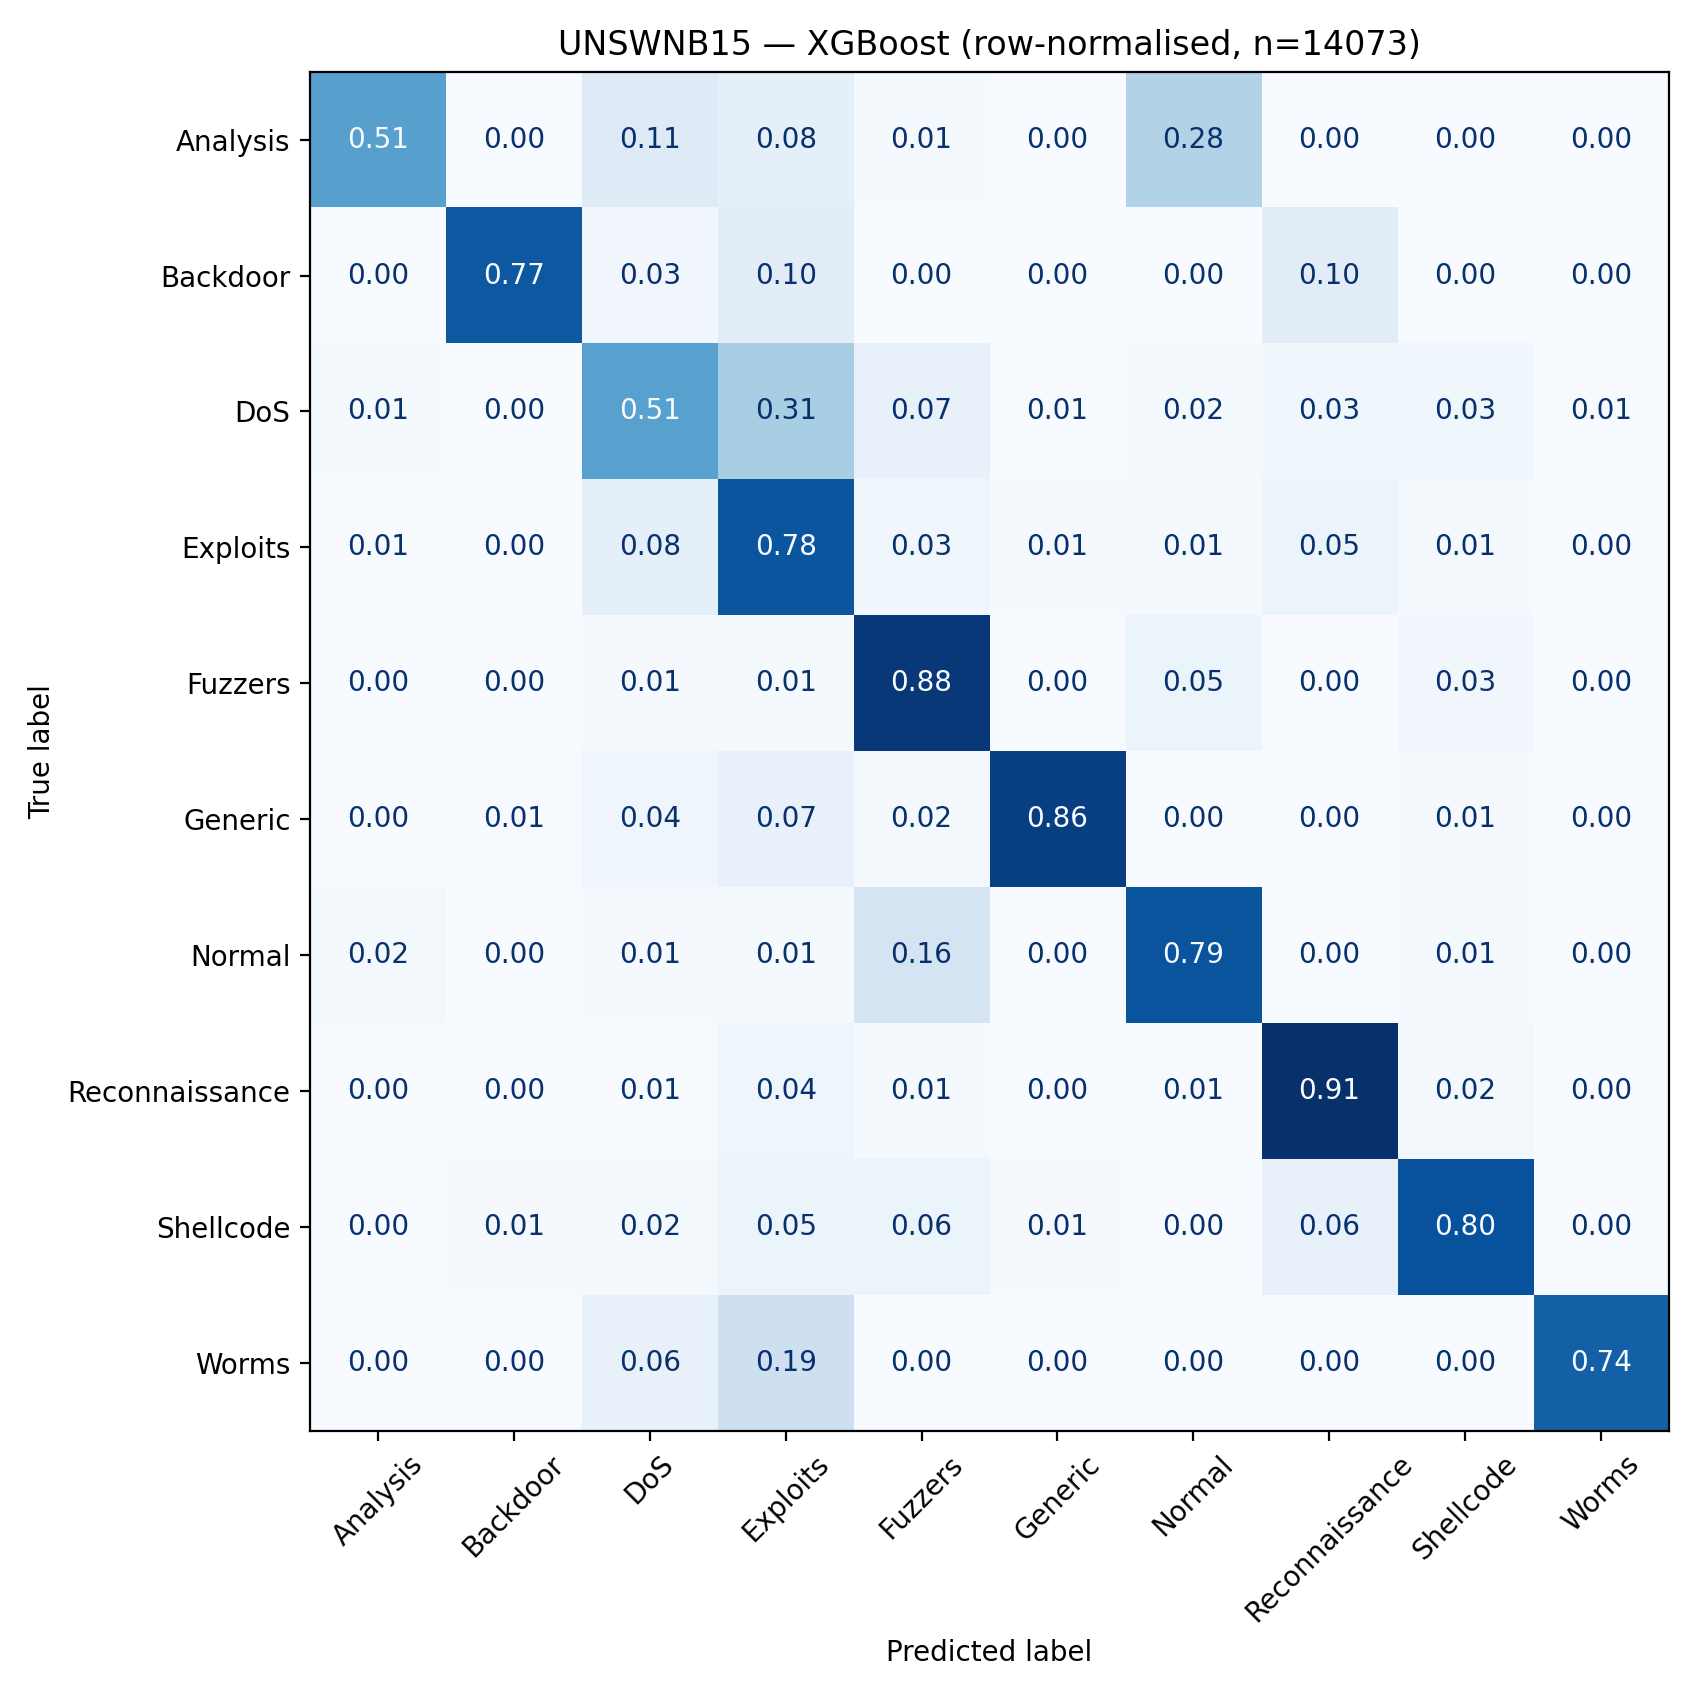 UNSWNB15 — XGBoost (row-normalised, n=14073)
Analysis 0.51 0.00 0.11 0.08 0.01 0.00 0.28 0.00 0.00 0.00
Backdoor 0.00 0.77 0.03 0.10 0.00 0.00 0.00 0.10 0.00 0.00
DoS 0.01 0.00 0.51 0.31 0.07 0.01 0.02 0.03 0.03 0.01
Exploits 0.01 0.00 0.08 0.78 0.03 0.01 0.01 0.05 0.01 0.00
Fuzzers 0.00 0.00 0.01 0.01 0.88 0.00 0.05 0.00 0.03 0.00
Generic 0.00 0.01 0.04 0.07 0.02 0.86 0.00 0.00 0.01 0.00
Normal 0.02 0.00 0.01 0.01 0.16 0.00 0.79 0.00 0.01 0.00
Reconnaissance 0.00 0.00 0.01 0.04 0.01 0.00 0.01 0.91 0.02 0.00
Shellcode 0.00 0.01 0.02 0.05 0.06 0.01 0.00 0.06 0.80 0.00
Worms 0.00 0.00 0.06 0.19 0.00 0.00 0.00 0.00 0.00 0.74
True label
Analysis Backdoor DoS Exploits Fuzzers Generic Normal Reconnaissance Shellcode Worms
Predicted label